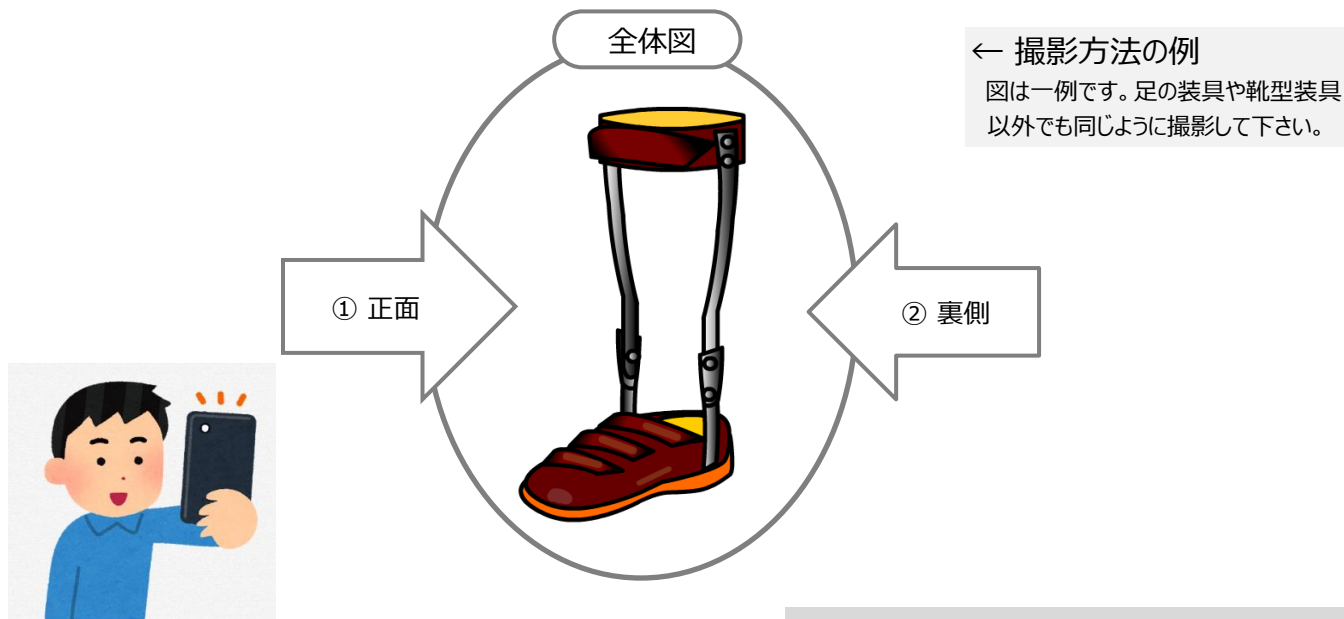 全体図
← 撮影方法の例
図は一例です。足の装具や靴型装具
以外でも同じように撮影して下さい。
① 正面
② 裏側